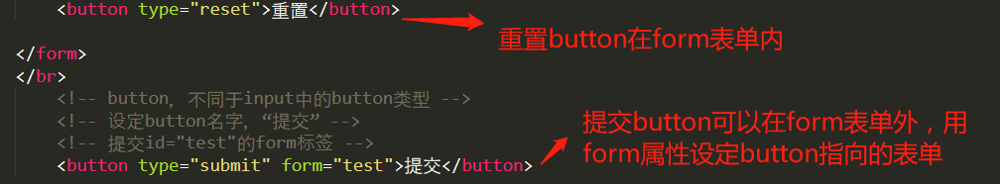 <button type="reset">重置</button>
重置button在form表单内
</form>
</br>
<!-- button, 不同于input中的button类型 -->
<!-- 设定button名字，“提交” -->
<!-- 提交id="test"的form标签 -->
<button type="submit" form="test">提交</button>
提交button可以在form表单外，用
form属性设定button指向的表单